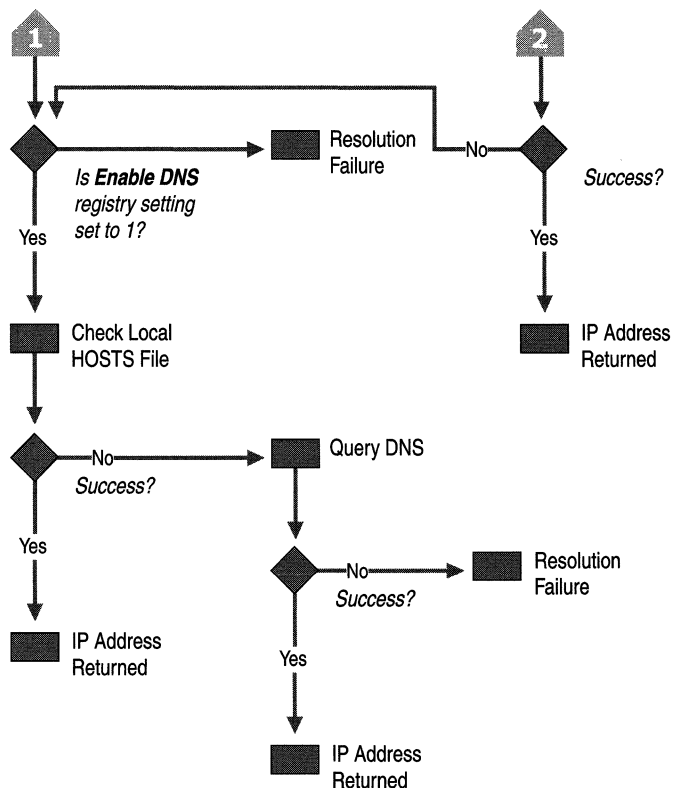 1
2
Resolution
Failure
No
Success?
Is Enable DNS
registry setting
set to 1?
Yes
Yes
Check Local
HOSTS File
IP Address
Returned
No
Success?
Query DNS
Yes
No
Success?
Resolution
Failure
IP Address
Returned
Yes
IP Address
Returned